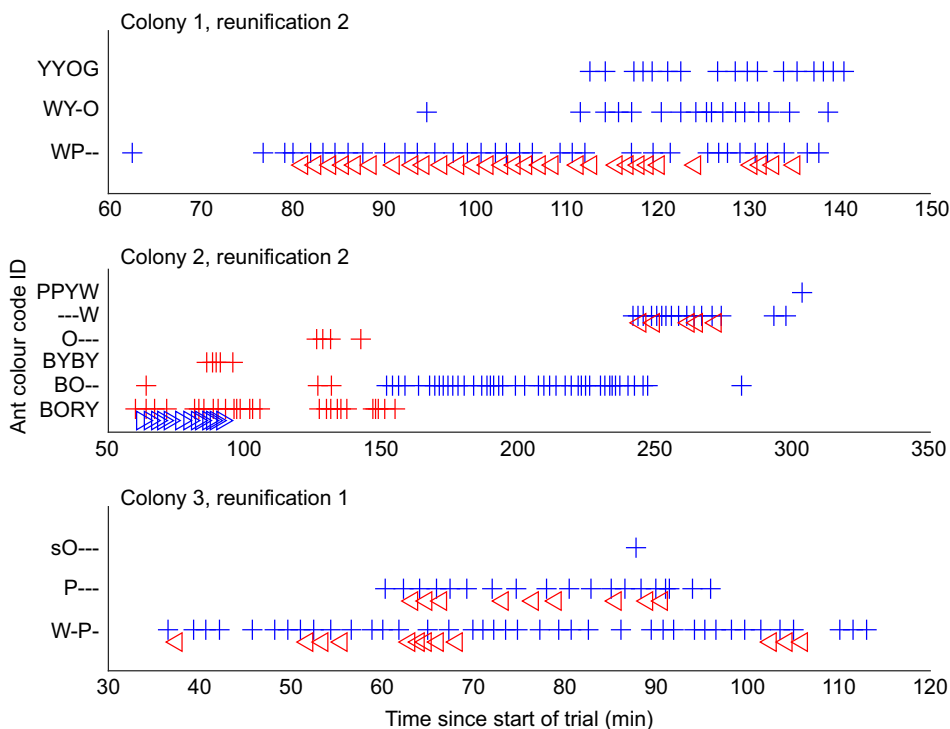 Colony 1, reunification 2
YYOG
WY-O
WP--
60 70 80 90 100 110 120 130 140 150
Colony 2, reunification 2
Ant colour code ID
PPYW
---W
O---
BYBY
BO--
BORY
50 100 150 200 250 300 350
Colony 3, reunification 1
sO---
P---
W-P-
30 40 50 60 70 80 90 100 110 120
Time since start of trial (min)